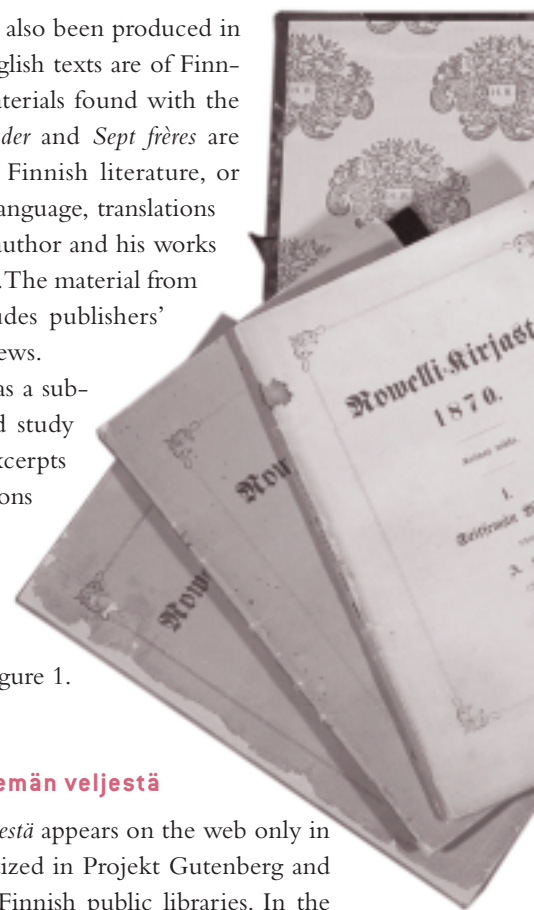 also been produced in
glish texts are of Finn-
aterials found with the
der and Sept frères are
Finnish literature, or
anguage, translations
author and his works
. The material from
udes publishers'
ews.
as a sub-
d study
xcerpts
ons
gure 1.
emän veljestä
estä appears on the web only in
ized in Projekt Gutenberg and
Finnish public libraries. In the
Nowelli-Kirjast
1870.
I.
Seitsemän
A.
Nou
Now